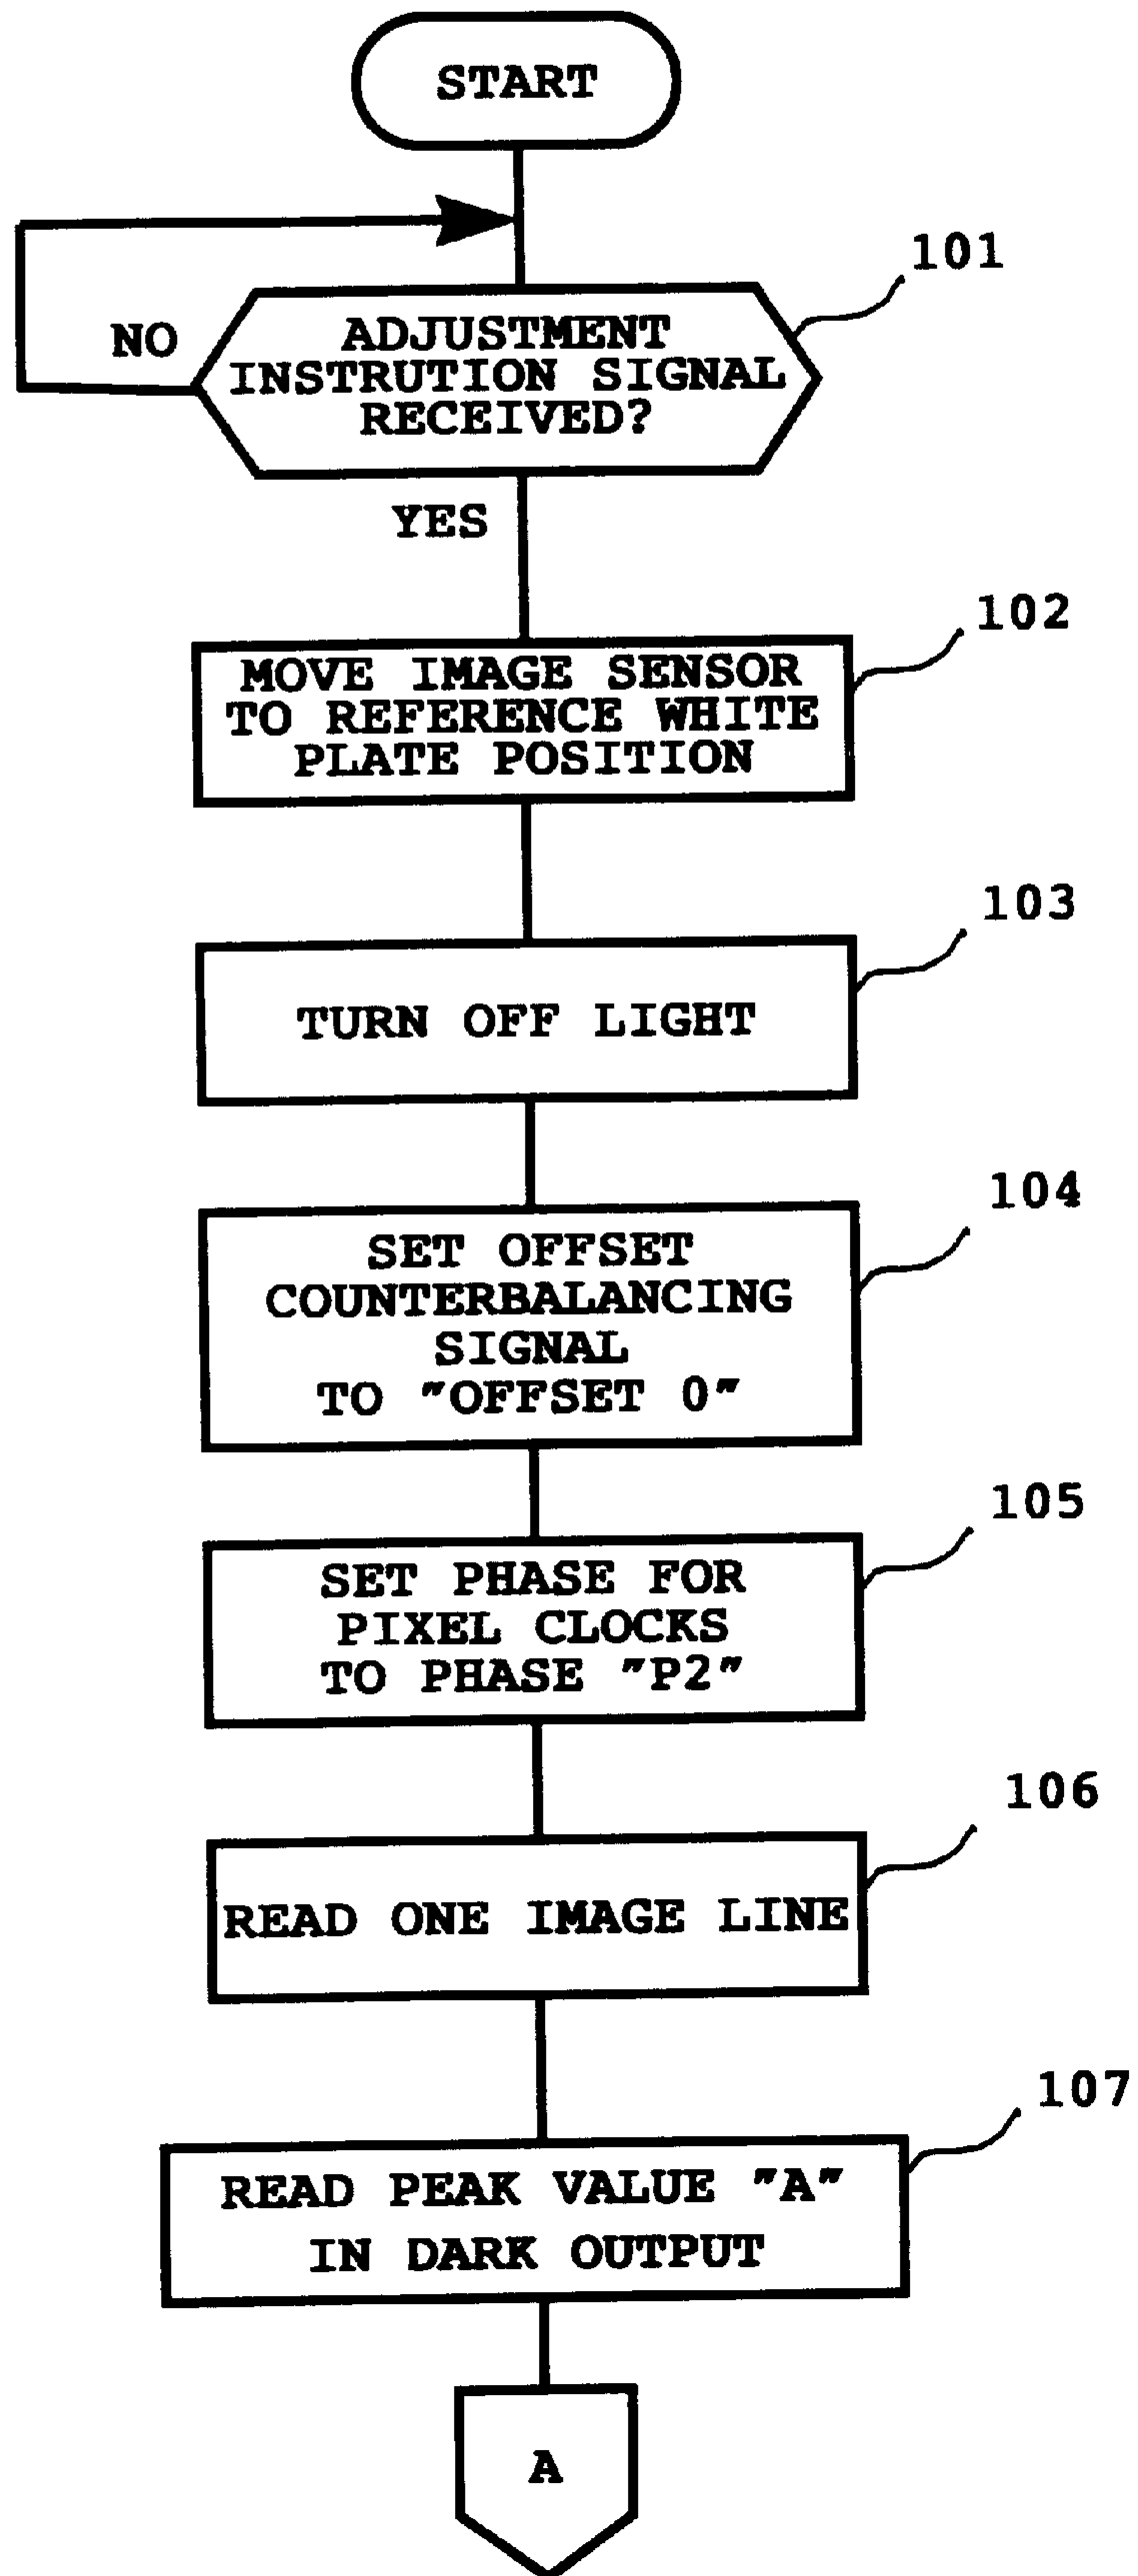 START
101
NO
ADJUSTMENT
INSTRUTION SIGNAL
RECEIVED?
YES
102
MOVE IMAGE SENSOR
TO REFERENCE WHITE
PLATE POSITION
103
TURN OFF LIGHT
104
SET OFFSET
COUNTERBALANCING
SIGNAL
TO "OFFSET 0"
105
SET PHASE FOR
PIXEL CLOCKS
TO PHASE "P2"
106
READ ONE IMAGE LINE
107
READ PEAK VALUE "A"
IN DARK OUTPUT
A